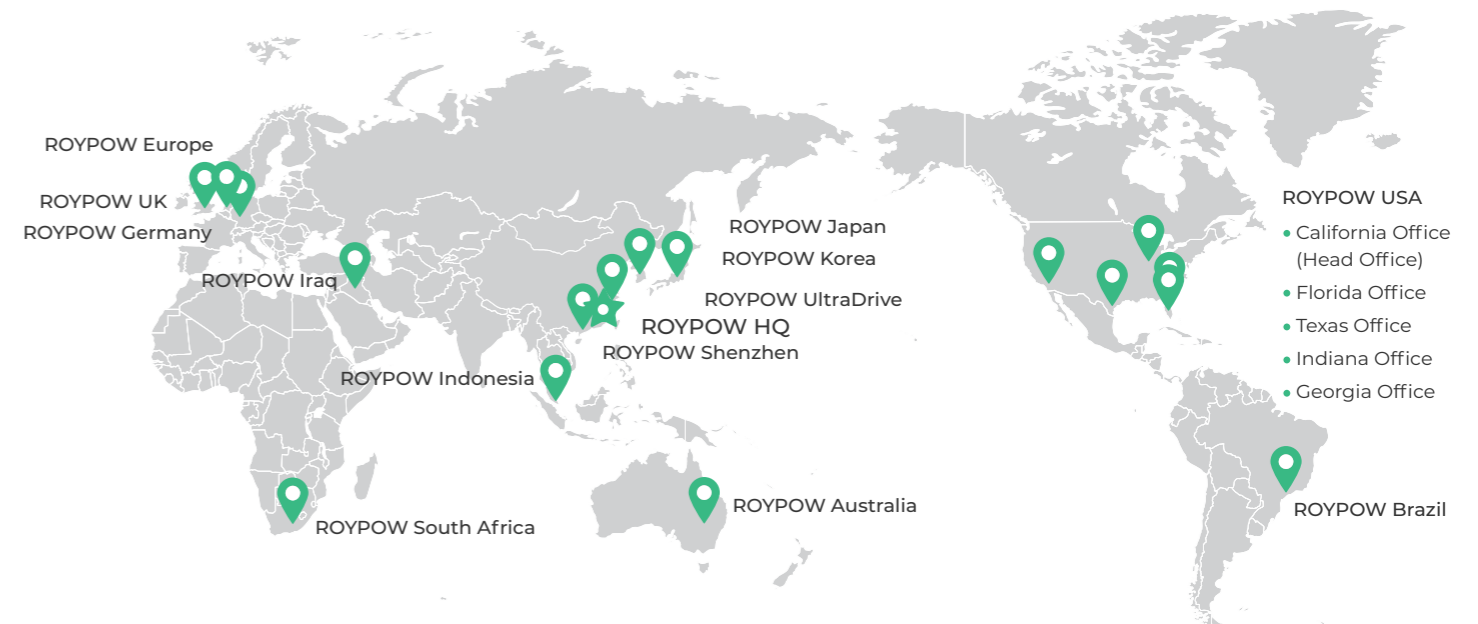 ROYPOW Europe
ROYPOW UK
ROYPOW Germany
ROYPOW Iraq
ROYPOW Japan
ROYPOW Korea
ROYPOW UltraDrive
ROYPOW HQ
ROYPOW Shenzhen
ROYPOW Indonesia
ROYPOW South Africa
ROYPOW Australia
ROYPOW USA
• California Office
(Head Office)
• Florida Office
• Texas Office
• Indiana Office
• Georgia Office
ROYPOW Brazil